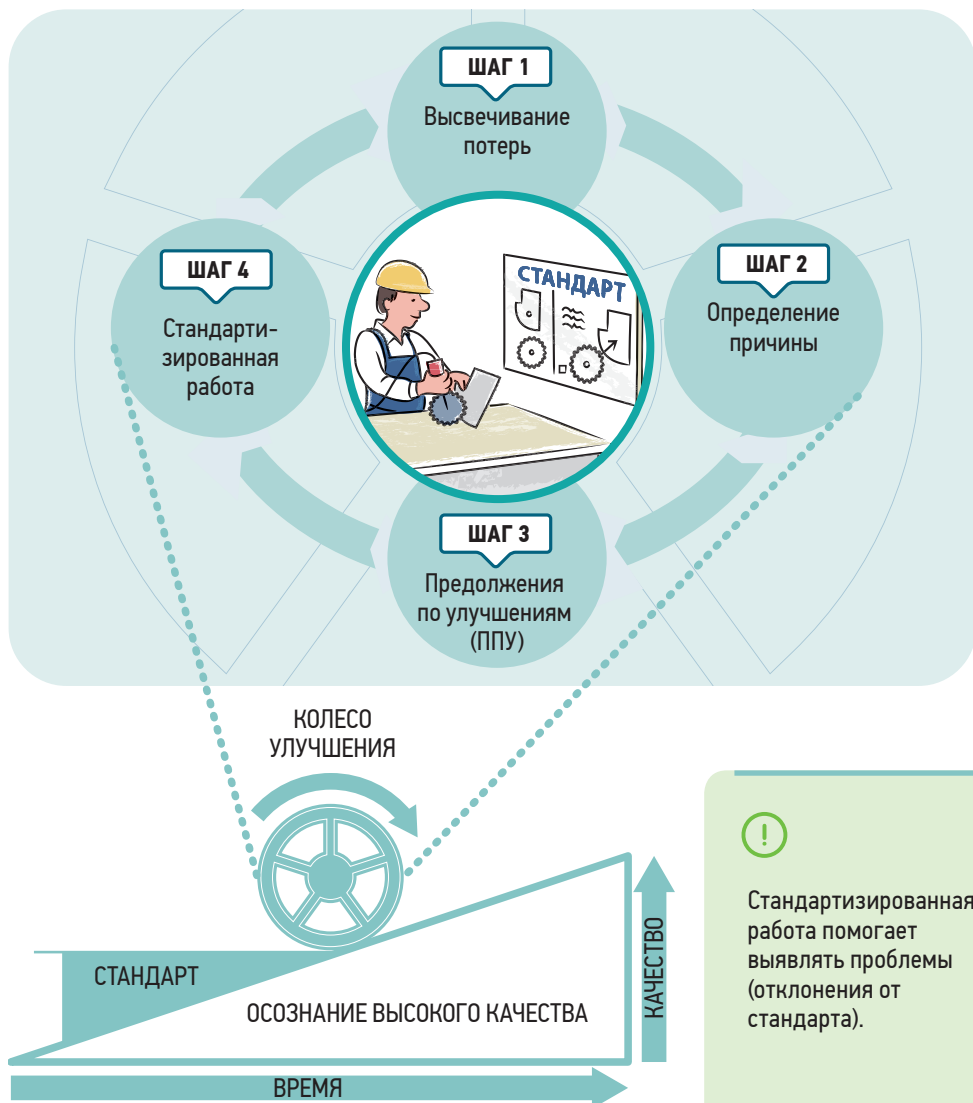 ШАГ 1
Высвечивание
потерь
ШАГ 2
Определение
причины
ШАГ 3
Предолжения
по улучшениям
(ППУ)
ШАГ 4
Стандарти-
зированная
работа
СТАНДАРТ
КОЛЕСО
УЛУЧШЕНИЯ
СТАНДАРТ
ОСОЗНАНИЕ ВЫСОКОГО КАЧЕСТВА
КАЧЕСТВО
ВРЕМЯ
!
Стандартизированная
работа помогает
выявлять проблемы
(отклонения от
стандарта).